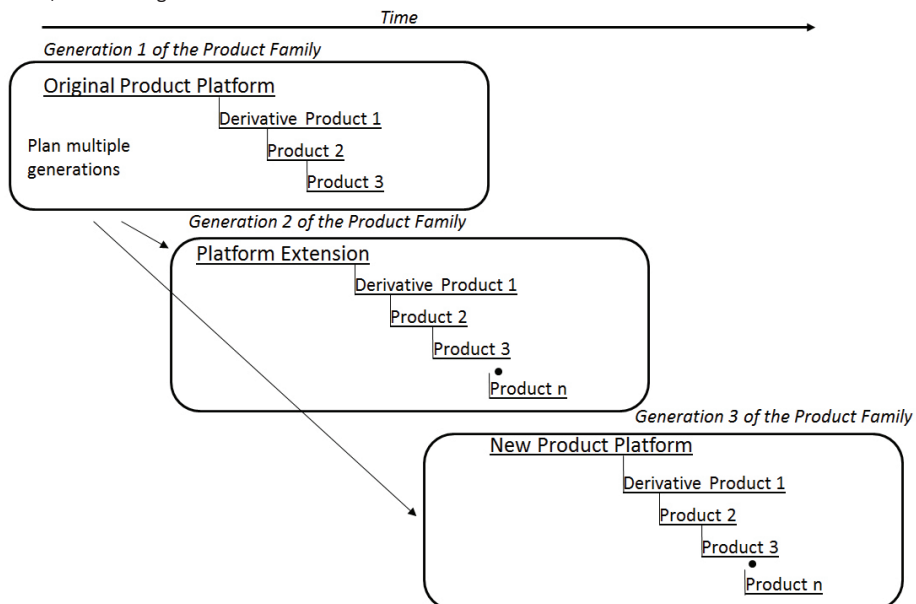 Time
Generation 1 of the Product Family
Original Product Platform
Derivative Product 1
Plan multiple
generations
Product 2
Product 3
Generation 2 of the Product Family
Platform Extension
Derivative Product 1
Product 2
Product 3
Product n
Generation 3 of the Product Family
New Product Platform
Derivative Product 1
Product 2
Product 3
Product n